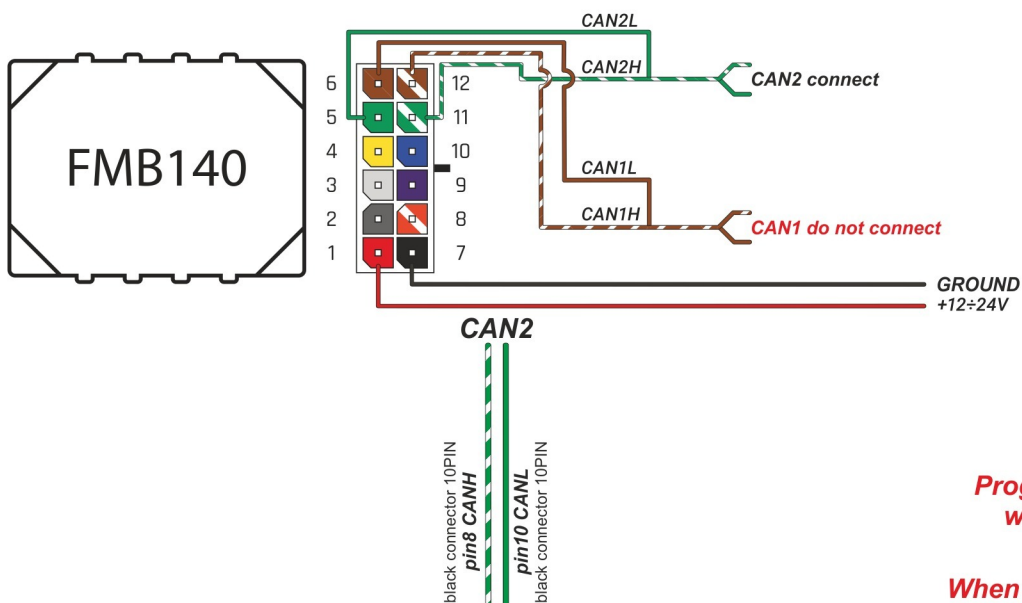 CAN2L
FMB140
6
12
CAN2H
CAN2 connect
5
11
4
10
3
9
CAN1L
2
8
CAN1H
CAN1 do not connect
1
7
GROUND
+12÷24V
CAN2
black connector 10PIN
pin8 CANH
pin10 CANL
black connector 10PIN
When